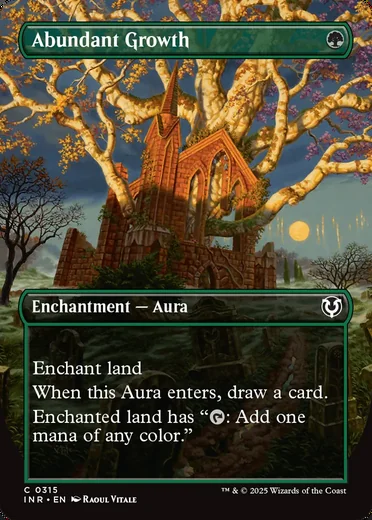 Abundant Growth
Enchantment — Aura
Enchant land
When this Aura enters, draw a card.
Enchanted land has “: Add one
mana of any color.”
C 0315
INR • EN Raoul Vitale
™ & © 2025 Wizards of the Coast